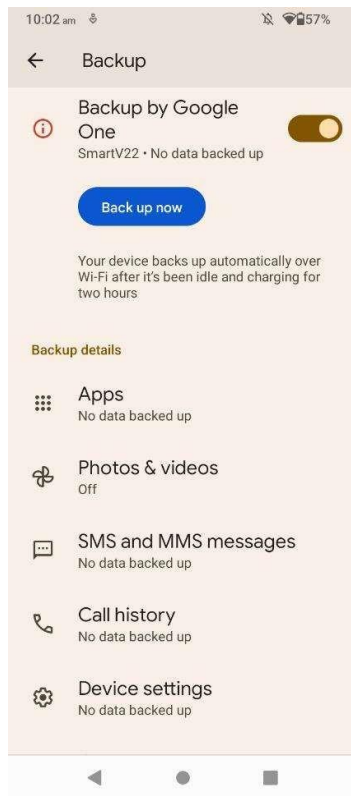 10:02 am 57%
Backup
Backup by Google
One
SmartV22 • No data backed up
Back up now
Your device backs up automatically over
Wi-Fi after it's been idle and charging for
two hours
Backup details
Apps
No data backed up
Photos & videos
Off
SMS and MMS messages
No data backed up
Call history
No data backed up
Device settings
No data backed up